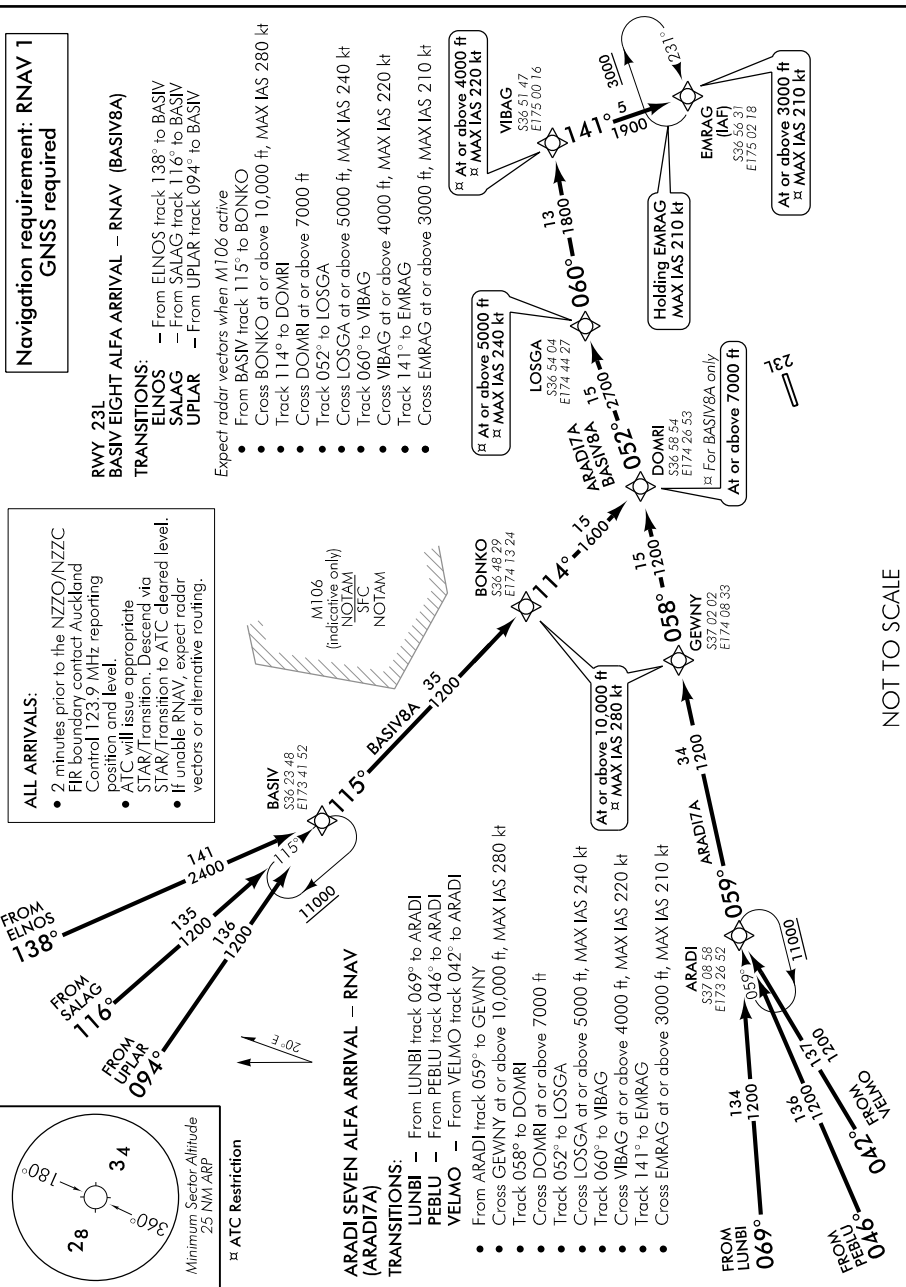 Navigation requirement: RNAV 1
GNSS required
28
34
180°
360°
Minimum Sector Altitude
25 NM ARP
¤ ATC Restriction
ALL ARRIVALS:
• 2 minutes prior to the NZZO/NZZC
FIR boundary contact Auckland
Control 123.9 MHz reporting
position and level.
• ATC will issue appropriate
STAR/Transition. Descend via
STAR/Transition to ATC cleared level.
• If unable RNAV, expect radar
vectors or alternative routing.
RWY 23L
BASIV EIGHT ALFA ARRIVAL – RNAV (BASIV8A)
TRANSITIONS:
ELNOS – From ELNOS track 138° to BASIV
SALAG – From SALAG track 116° to BASIV
UPLAR – From UPLAR track 094° to BASIV
Expect radar vectors when M106 active
• From BASIV track 115° to BONKO
• Cross BONKO at or above 10,000 ft, MAX IAS 280 kt
• Track 114° to DOMRI
• Cross DOMRI at or above 7000 ft
• Track 052° to LOSGA
• Cross LOSGA at or above 5000 ft, MAX IAS 240 kt
• Track 060° to VIBAG
• Cross VIBAG at or above 4000 ft, MAX IAS 220 kt
• Track 141° to EMRAG
• Cross EMRAG at or above 3000 ft, MAX IAS 210 kt
FROM
ELNOS
138°
141
2400
FROM
SALAG
116°
135
1200
FROM
UPLAR
094°
136
1200
20°E
BASIV
S36 23 48
E173 41 52
115°
11000
115°
BASIV8A
35
1200
M106
(indicative only)
NOTAM
SFC
NOTAM
BONKO
S36 48 29
E174 13 24
114°
15
1600
At or above 10,000 ft
¤ MAX IAS 280 kt
ARADI SEVEN ALFA ARRIVAL – RNAV
(ARADI7A)
TRANSITIONS:
LUNBI – From LUNBI track 069° to ARADI
PEBLU – From PEBLU track 046° to ARADI
VELMO – From VELMO track 042° to ARADI
• From ARADI track 059° to GEWNY
• Cross GEWNY at or above 10,000 ft, MAX IAS 280 kt
• Track 058° to DOMRI
• Cross DOMRI at or above 7000 ft
• Track 052° to LOSGA
• Cross LOSGA at or above 5000 ft, MAX IAS 240 kt
• Track 060° to VIBAG
• Cross VIBAG at or above 4000 ft, MAX IAS 220 kt
• Track 141° to EMRAG
• Cross EMRAG at or above 3000 ft, MAX IAS 210 kt
FROM
LUNBI
069°
134
1200
FROM
PEBLU
046°
136
1200
042°
FROM
VELMO
137
1200
ARADI
S37 08 58
E173 26 52
059°
11000
059°
ARADI7A
34
1200
GEWNY
S37 02 02
E174 08 33
058°
15
1200
DOMRI
S36 58 54
E174 26 53
¤ For BASIV8A only
At or above 7000 ft
ARADI7A
BASIV8A
052°
15
2700
LOSGA
S36 54 04
E174 44 27
¤ At or above 5000 ft
¤ MAX IAS 240 kt
060°
13
1800
VIBAG
S36 51 47
E175 00 16
¤ At or above 4000 ft
¤ MAX IAS 220 kt
141°
5
1900
3000
231°
EMRAG
(IAF)
S36 56 31
E175 02 18
Holding EMRAG
MAX IAS 210 kt
At or above 3000 ft
¤ MAX IAS 210 kt
23L
NOT TO SCALE